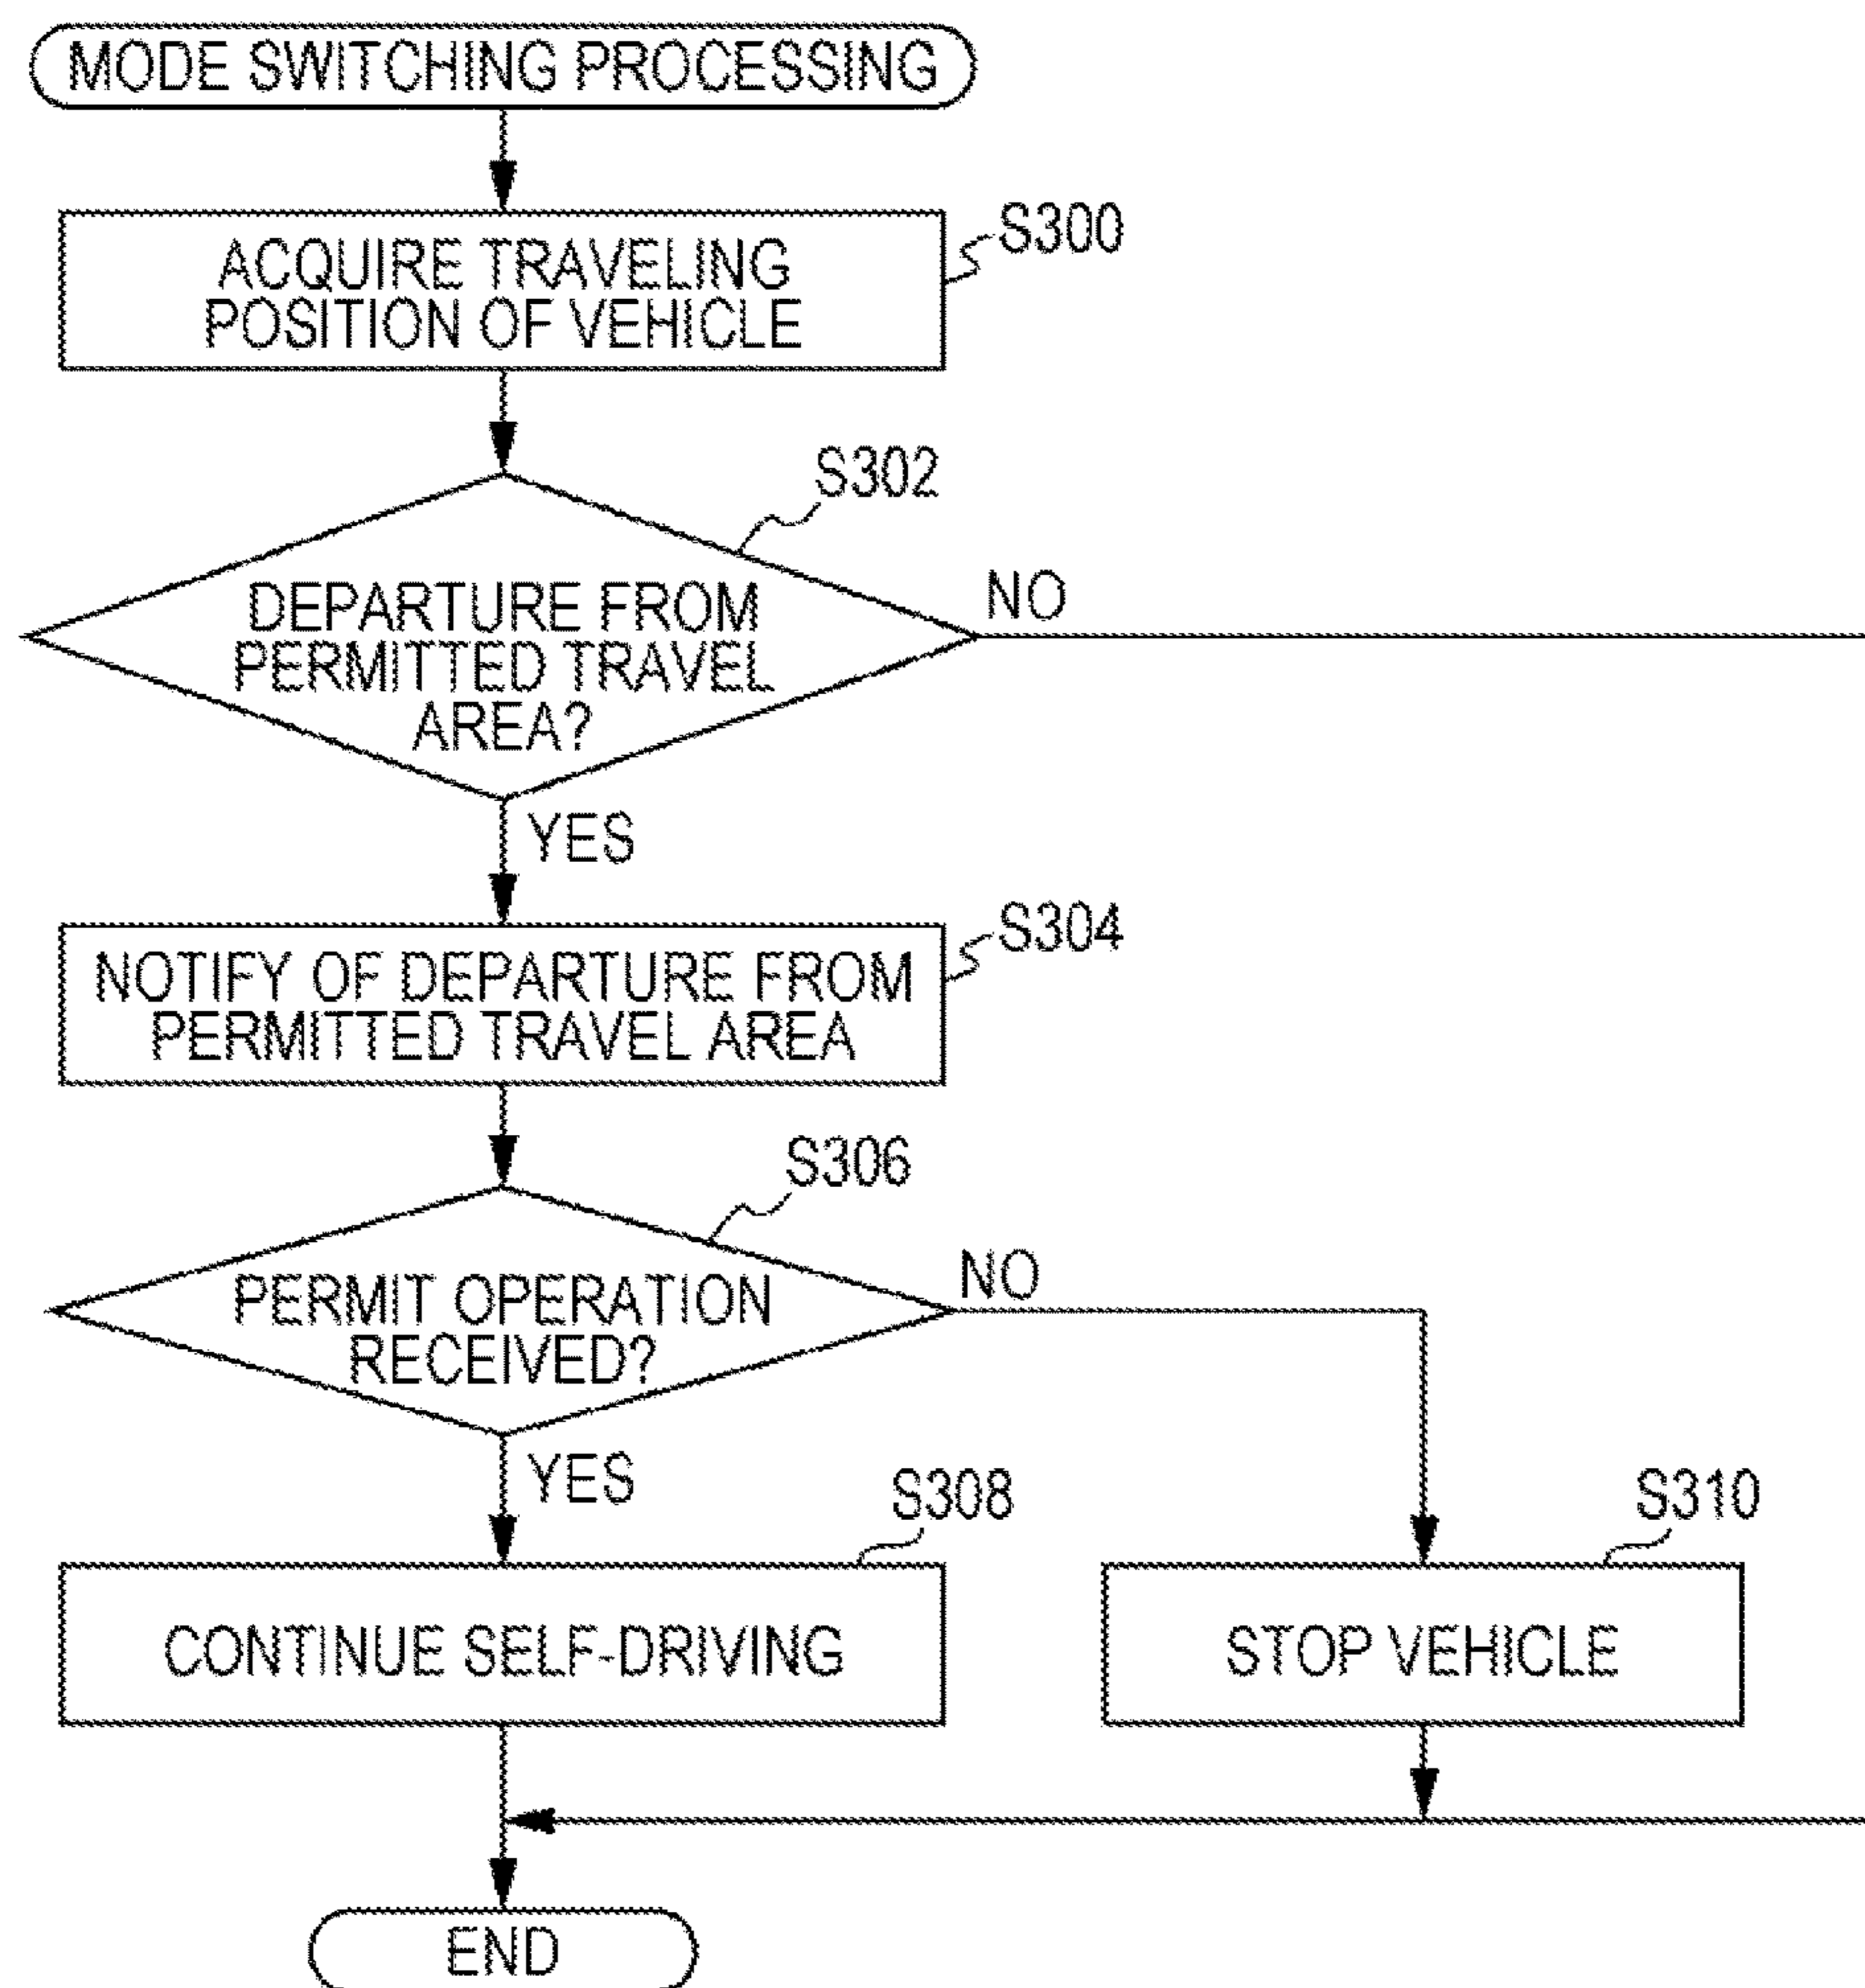 MODE SWITCHING PROCESSING
S300
ACQUIRE TRAVELING
POSITION OF VEHICLE
S302
DEPARTURE FROM
PERMITTED TRAVEL
AREA?
NO
YES
S304
NOTIFY OF DEPARTURE FROM
PERMITTED TRAVEL AREA
S306
PERMIT OPERATION
RECEIVED?
NO
YES
S308
CONTINUE SELF-DRIVING
S310
STOP VEHICLE
END